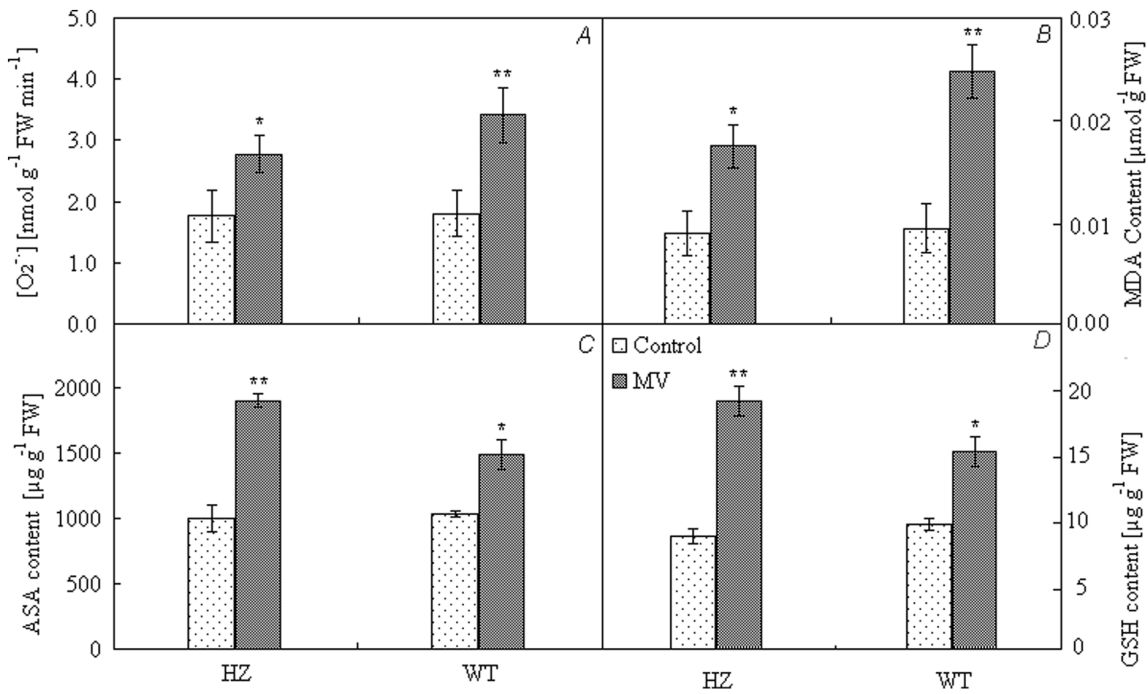 [O2⁻] [nmol g⁻¹ FW min⁻¹]
5.0
4.0
3.0
2.0
1.0
0.0
A
*
**
B
*
**
0.03
0.02
0.01
0.00
MDA Content [µmol g⁻¹ FW]
ASA content [µg g⁻¹ FW]
2000
1500
1000
500
0
C
**
*
HZ
WT
Control
MV
D
**
*
HZ
WT
20
15
10
5
0
GSH content [µg g⁻¹ FW]